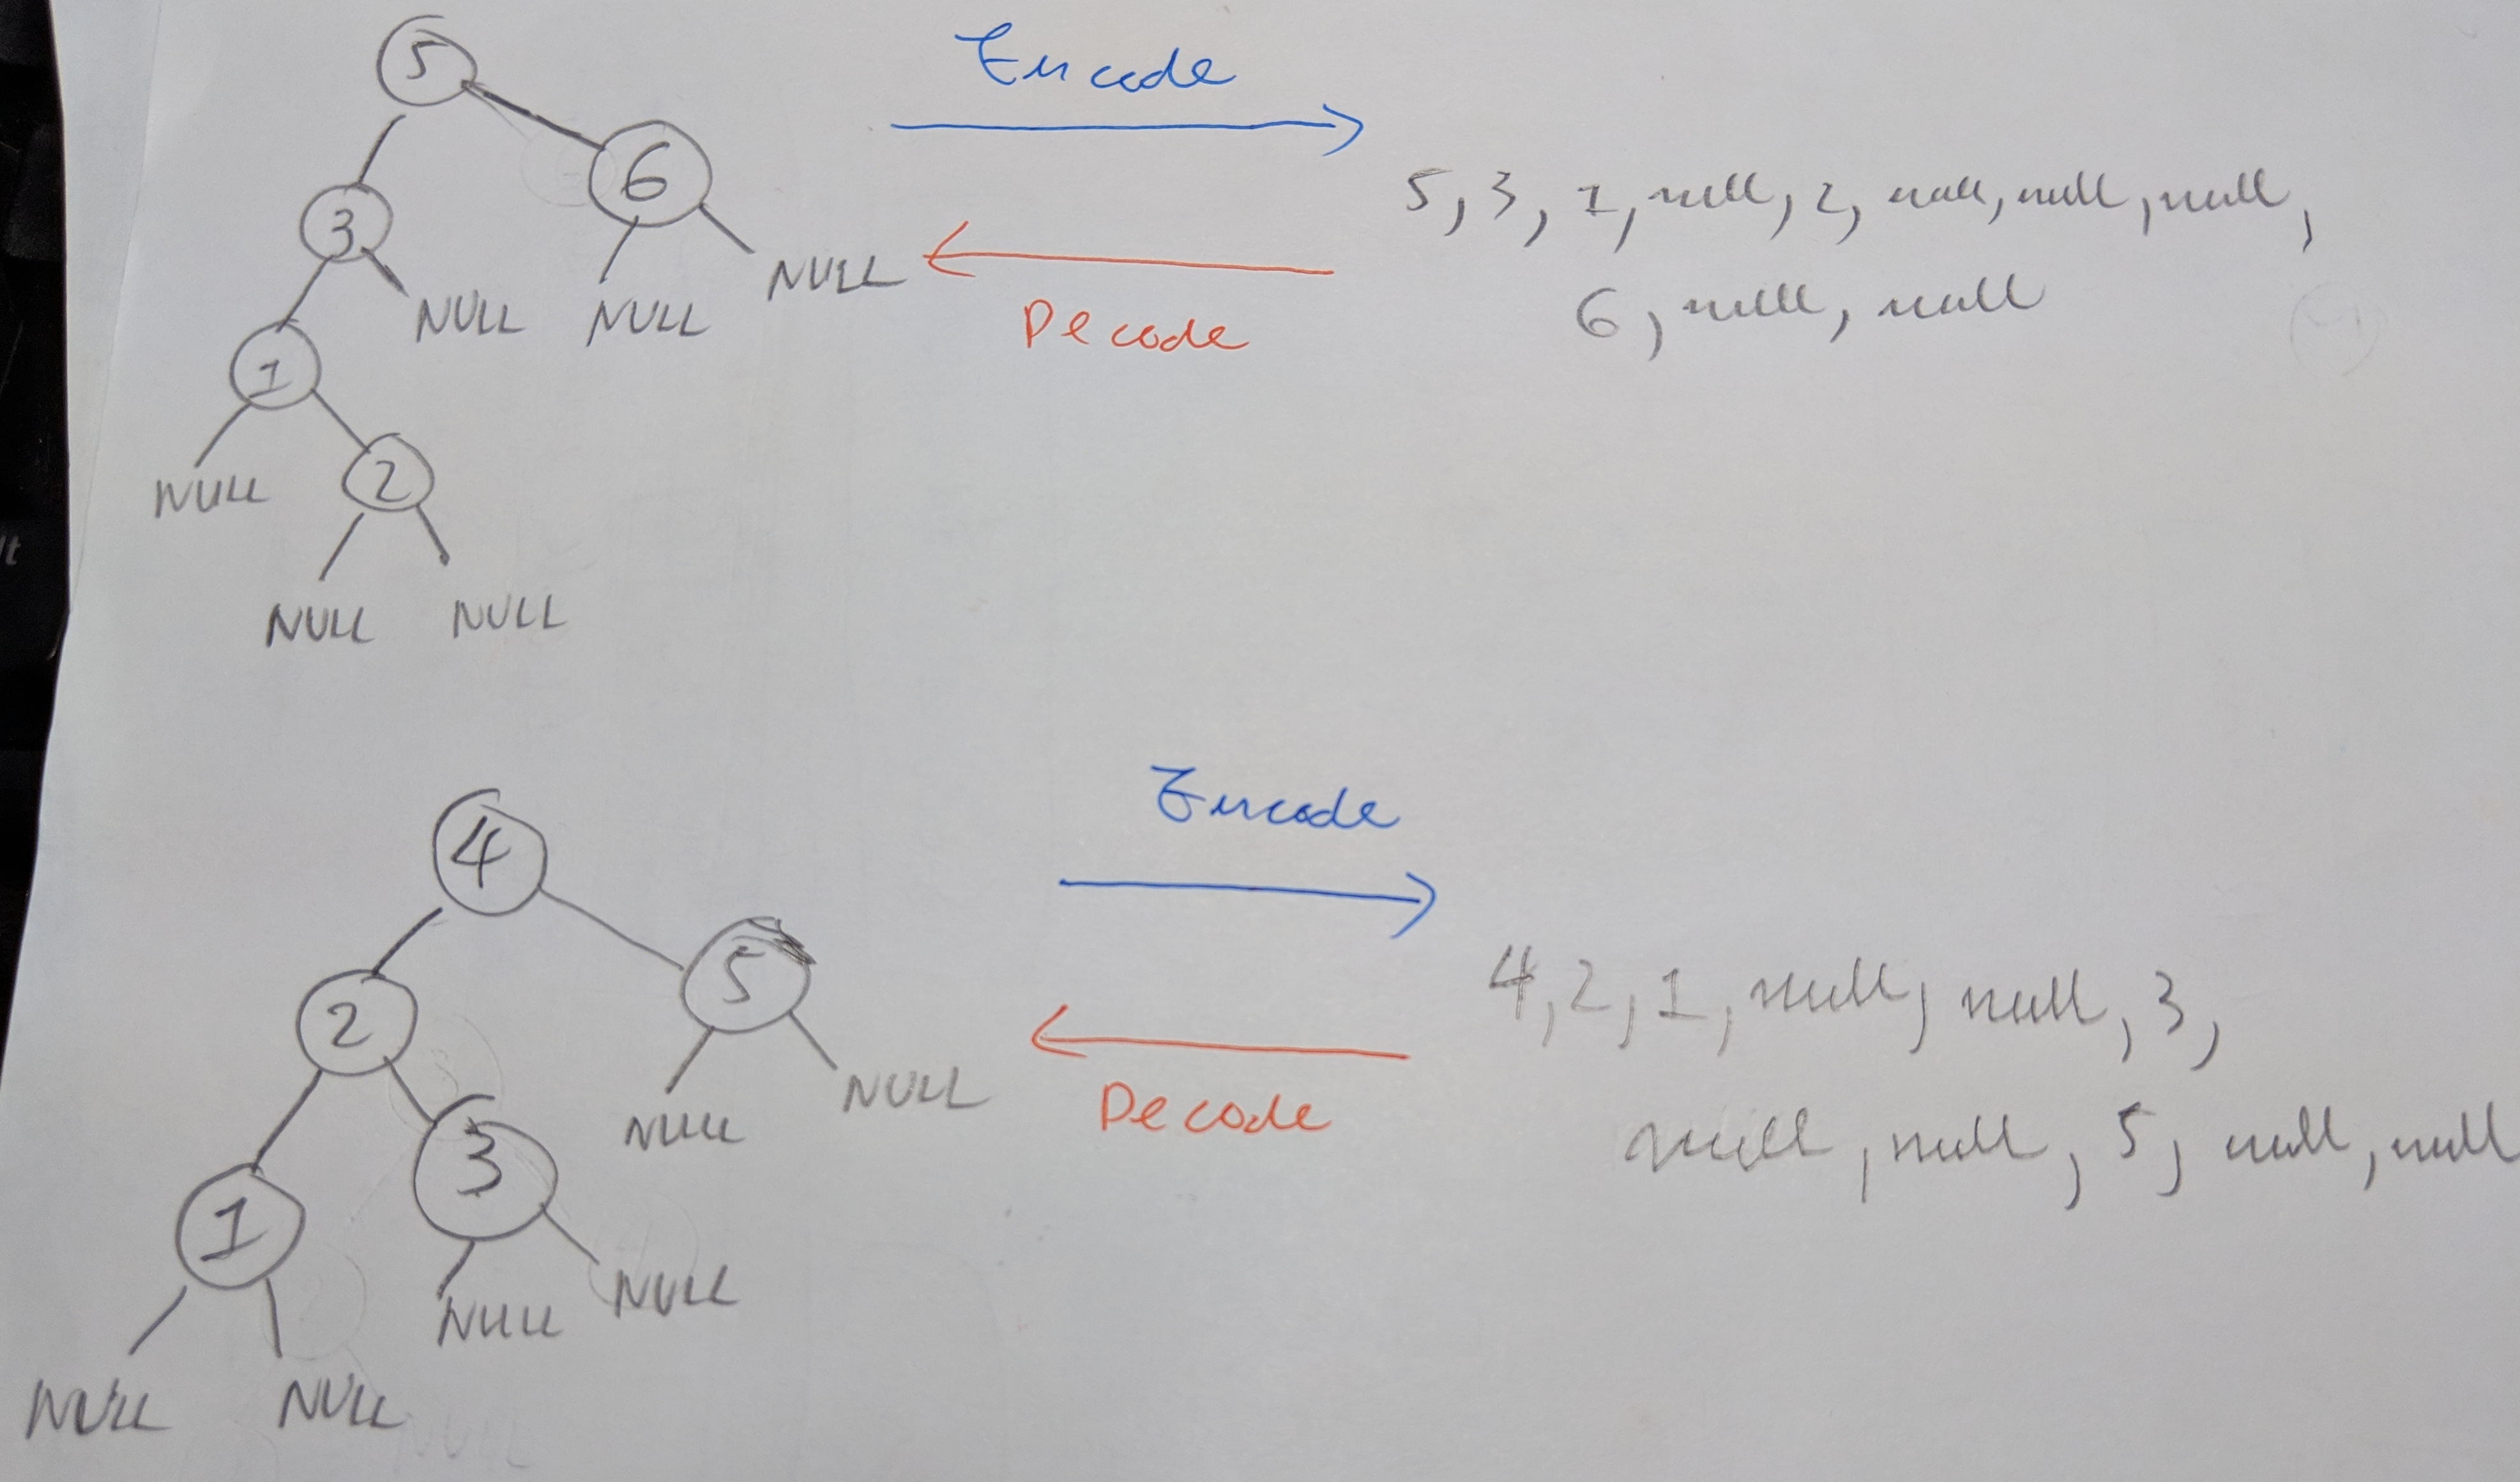 5
Encode
6
5, 3, 1, null, 2, null, null, null,
3
NULL
NULL
NULL
Decode
6, null, null
1
NULL
2
NULL
NULL
4
Encode
5
4, 2, 1, null, null, 3,
2
NULL
NULL
Decode
null, null, 5, null, null
3
1
NULL
NULL
NULL
NULL